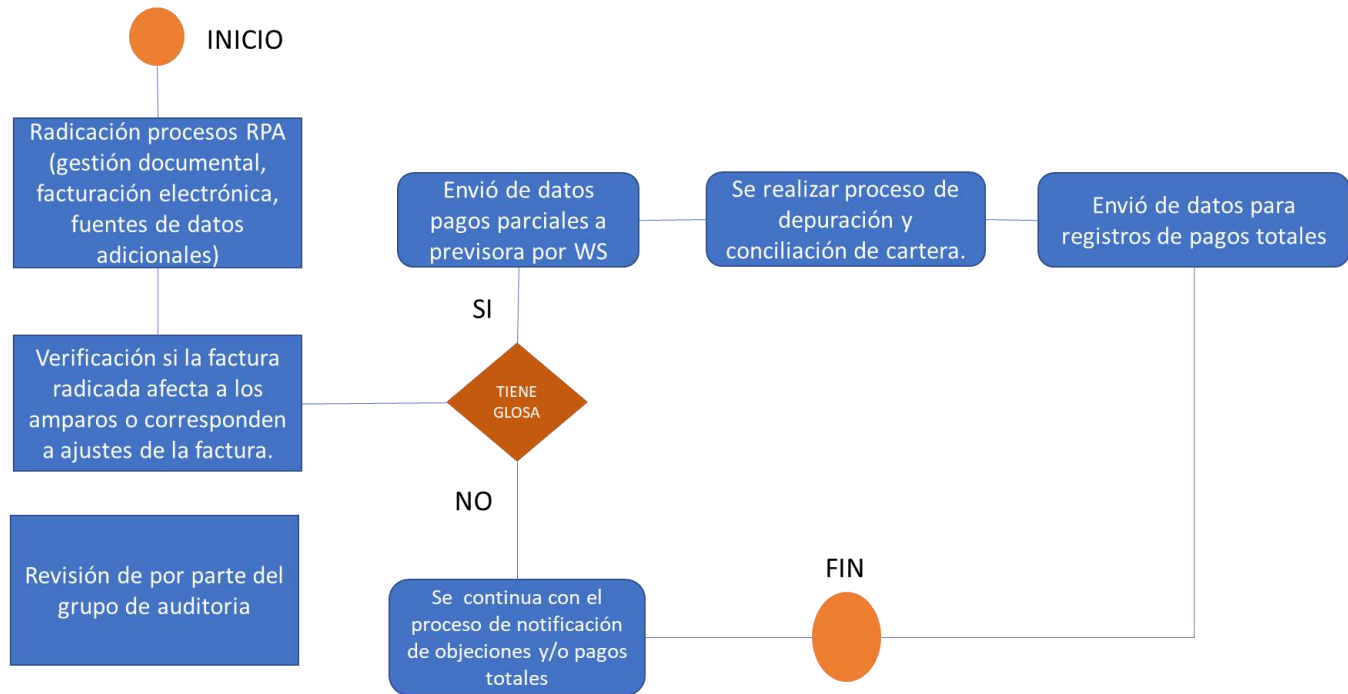 INICIO
Radicación procesos RPA
(gestión documental,
facturación electrónica,
fuentes de datos
adicionales)
Verificación si la factura
radicada afecta a los
amparos o corresponden
a ajustes de la factura.
Revisión de por parte del
grupo de auditoria
Envió de datos
pagos parciales a
previsora por WS
Se realizar proceso de
depuración y
conciliación de cartera.
Envió de datos para
registros de pagos totales
SI
TIENE
GLOSA
NO
Se continua con el
proceso de notificación
de objeciones y/o pagos
totales
FIN